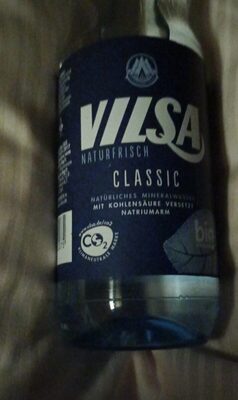 VILSA
NATURFRISCH
CLASSIC
NATÜRLICHES MINERALWASSER
MIT KOHLENSÄURE VERSETZT
NATRIUMARM
CO2
bio